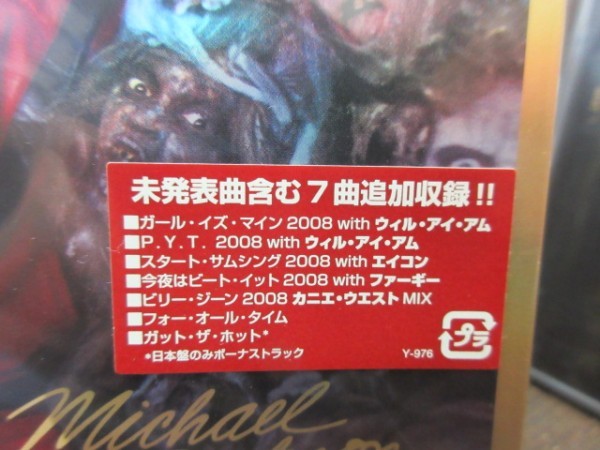 未発表曲含む7曲追加収録!!
■ガール・イズ・マイン 2008 with ウィル・アイ・アム
■P.Y.T. 2008 with ウィル・アイ・アム
■スタート・サムシング 2008 with エイコン
■今夜はビート・イット 2008 with ファーギー
■ビリー・ジーン 2008 カニエ・ウエスト MIX
■フォー・オール・タイム
■ガット・ザ・ホット*
*日本盤のみボーナストラック
Y-976
プラ
Michael